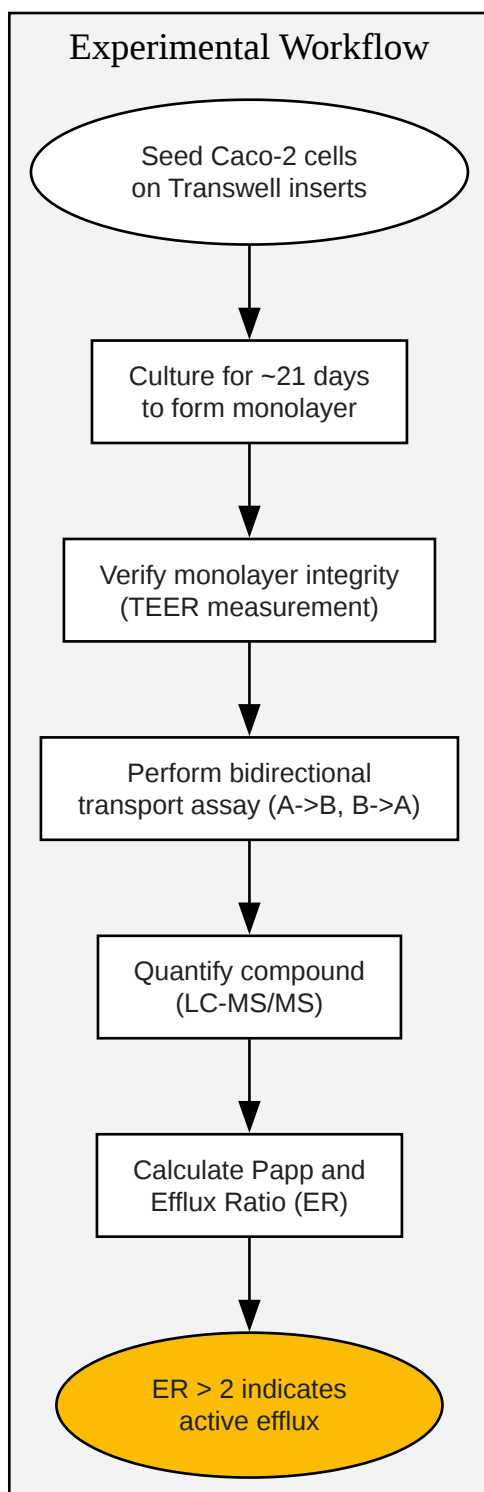 Experimental Workflow
Seed Caco-2 cells
on Transwell inserts
Culture for ~21 days
to form monolayer
Verify monolayer integrity
(TEER measurement)
Perform bidirectional
transport assay (A->B, B->A)
Quantify compound
(LC-MS/MS)
Calculate Papp and
Efflux Ratio (ER)
ER > 2 indicates
active efflux